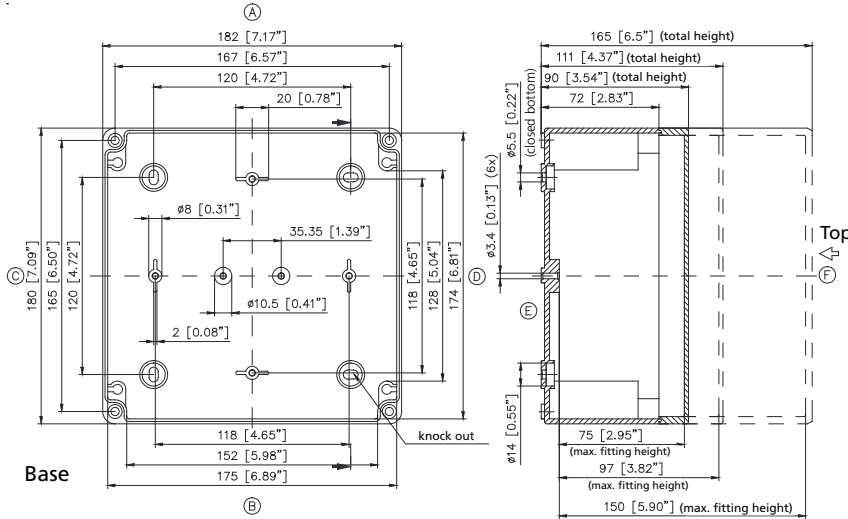 A
182 [7.17”]
167 [6.57”]
120 [4.72”]
20 [0.78”]
180 [7.09”]
165 [6.50”]
120 [4.72”]
C
ø8 [0.31”]
35.35 [1.39”]
ø10.5 [0.41”]
2 [0.08”]
118 [4.65”]
128 [5.04”]
174 [6.81”]
D
118 [4.65”]
152 [5.98”]
175 [6.89”]
knock out
Base
B
165 [6.5”] (total height)
111 [4.37”] (total height)
90 [3.54”] (total height)
72 [2.83”]
ø5.5 [0.22”]
(closed bottom)
ø3.4 [0.13”] (6x)
E
ø14 [0.55”]
Top
F
75 [2.95”]
(max. fitting height)
97 [3.82”]
(max. fitting height)
150 [5.90”] (max. fitting height)